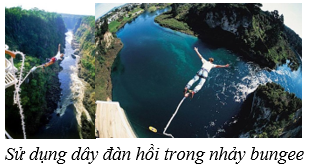 Sử dụng dây đàn hồi trong nhảy bungee